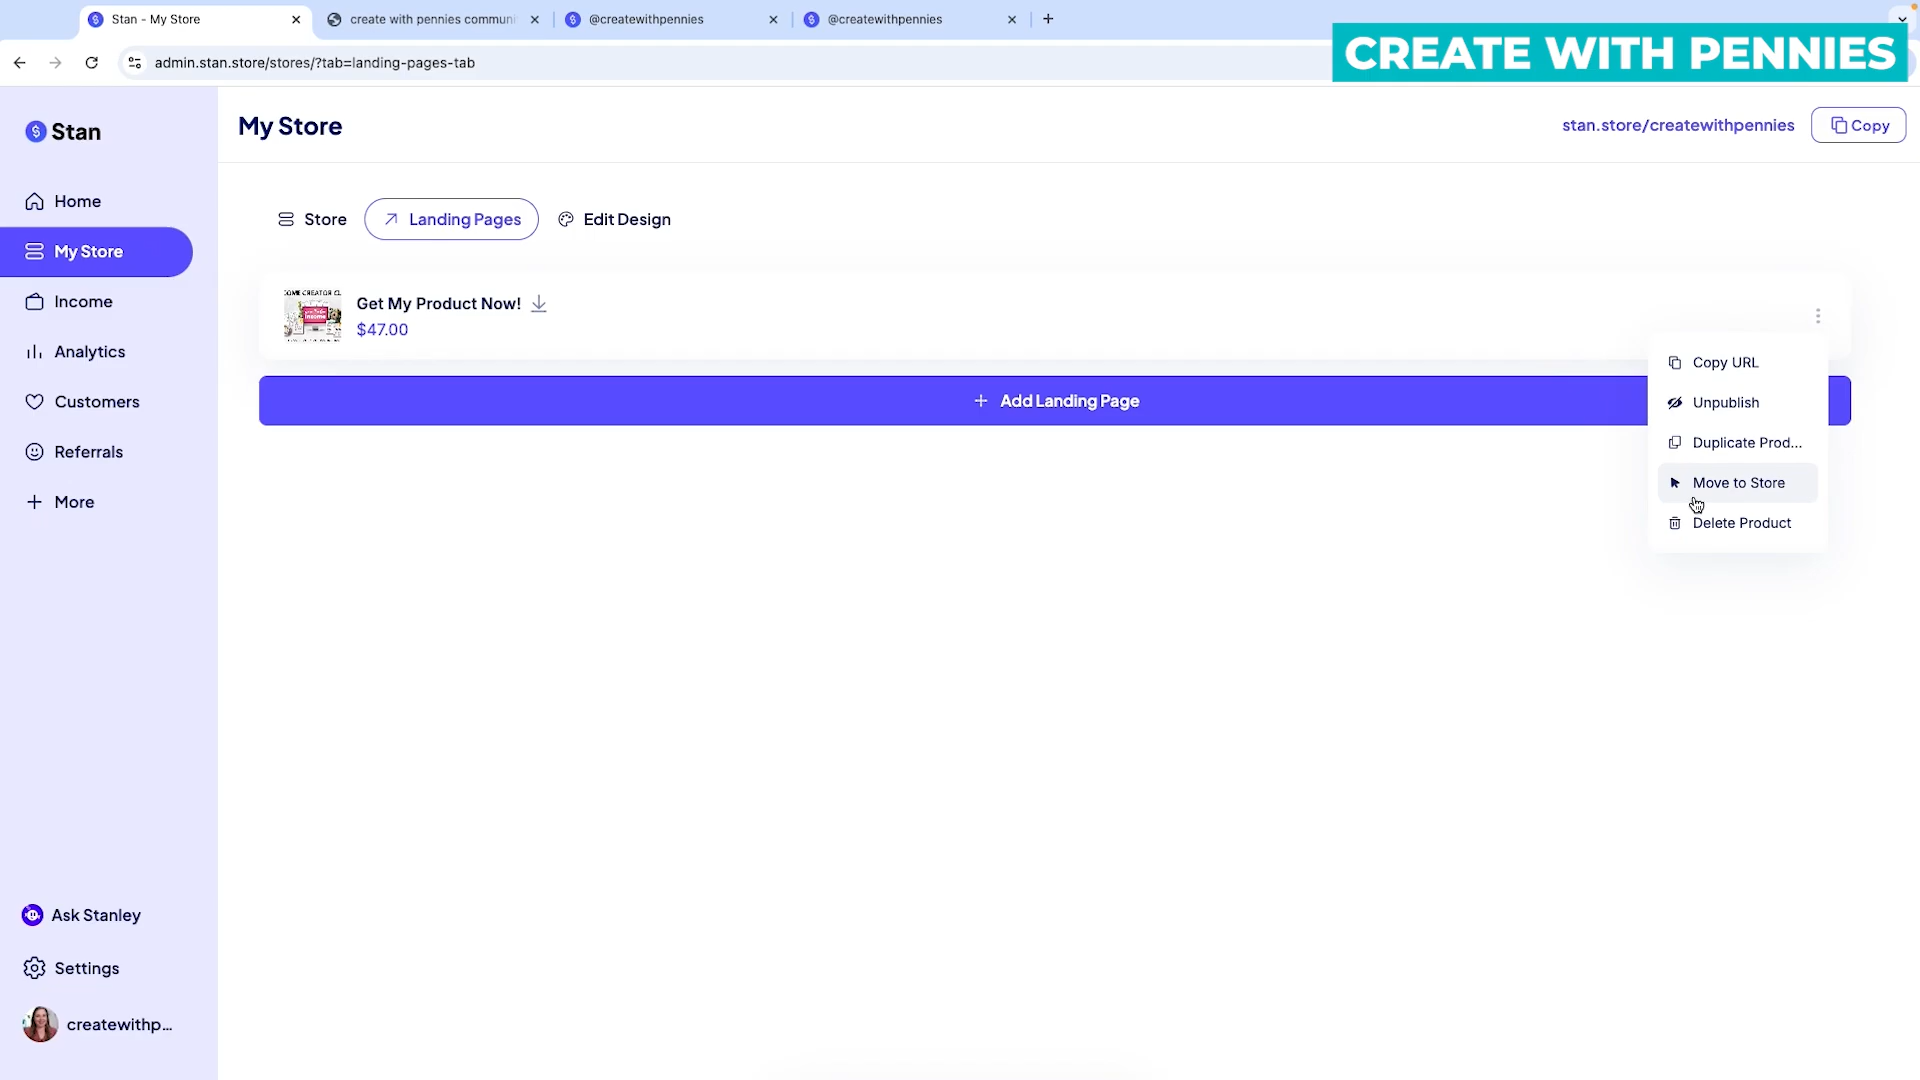 Stan - My Store
create with pennies communi
@createwithpennies
@createwithpennies
admin.stan.store/stores/?tab=landing-pages-tab
CREATE WITH PENNIES
Stan
My Store
stan.store/createwithpennies
Copy
Home
My Store
Income
Analytics
Customers
Referrals
More
Store
Landing Pages
Edit Design
Get My Product Now!
$47.00
Add Landing Page
Copy URL
Unpublish
Duplicate Prod...
Move to Store
Delete Product
Ask Stanley
Settings
createwithp...